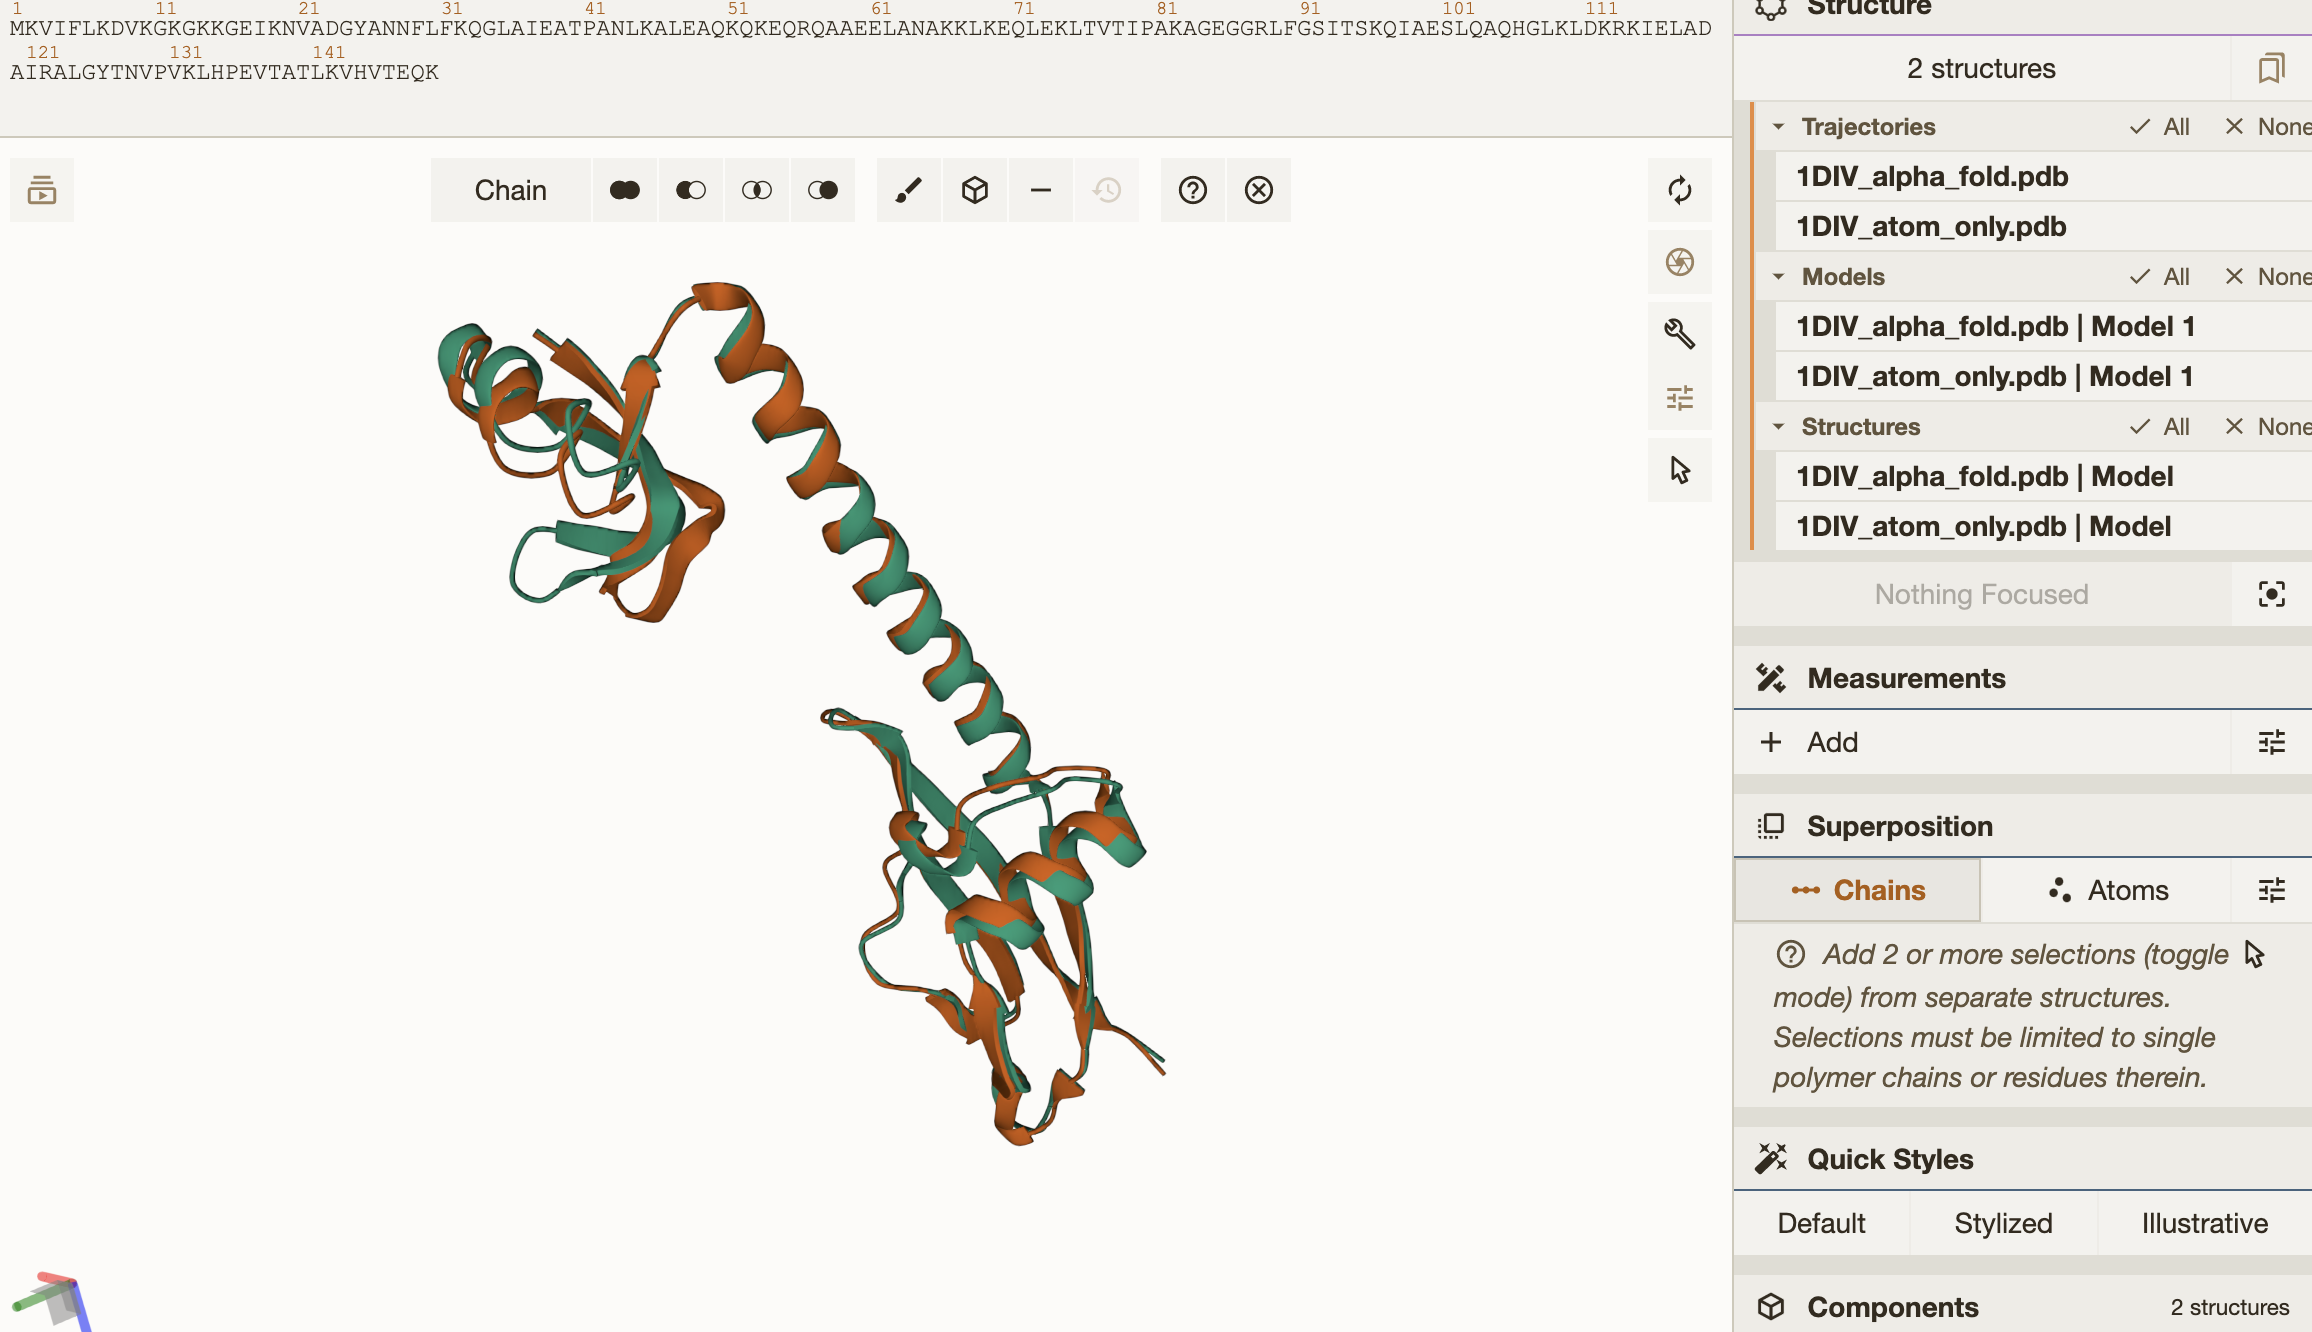 1 11 21 31 41 51 61 71 81 91 101 111
MKVIFLKDVKGKGKKGEIKNVADGYANNFLFKQGLAIEATPANLKALEAQKQKEQRQAAEELANAKKLKEQLEKLTVTIPAKAGEGGRLFGSITSKQIAESLQAQHGLKLDKRKIELAD
121 131 141
AIRALGYTNVPVKLHPEVTATLKVHVTEQK
Chain
Structure
2 structures
Trajectories All None
1DIV_alpha_fold.pdb
1DIV_atom_only.pdb
Models All None
1DIV_alpha_fold.pdb | Model 1
1DIV_atom_only.pdb | Model 1
Structures All None
1DIV_alpha_fold.pdb | Model
1DIV_atom_only.pdb | Model
Nothing Focused
Measurements
Add
Superposition
Chains Atoms
Add 2 or more selections (toggle
mode) from separate structures.
Selections must be limited to single
polymer chains or residues therein.
Quick Styles
Default Stylized Illustrative
Components 2 structures